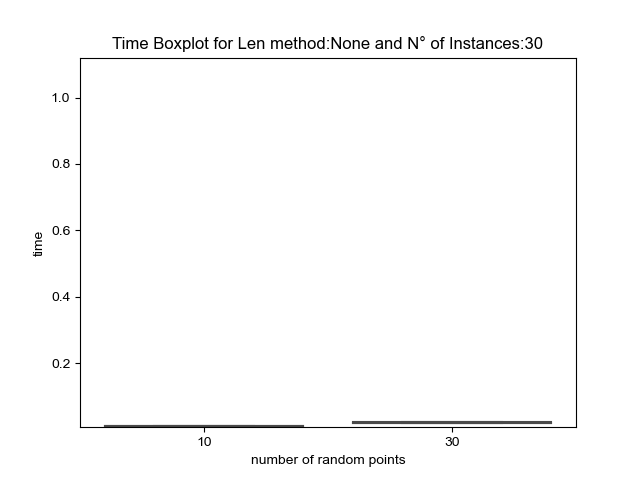 Time Boxplot for Len method:None and N° of Instances:30
1.0
0.8
0.6
0.4
0.2
time
10 30
number of random points